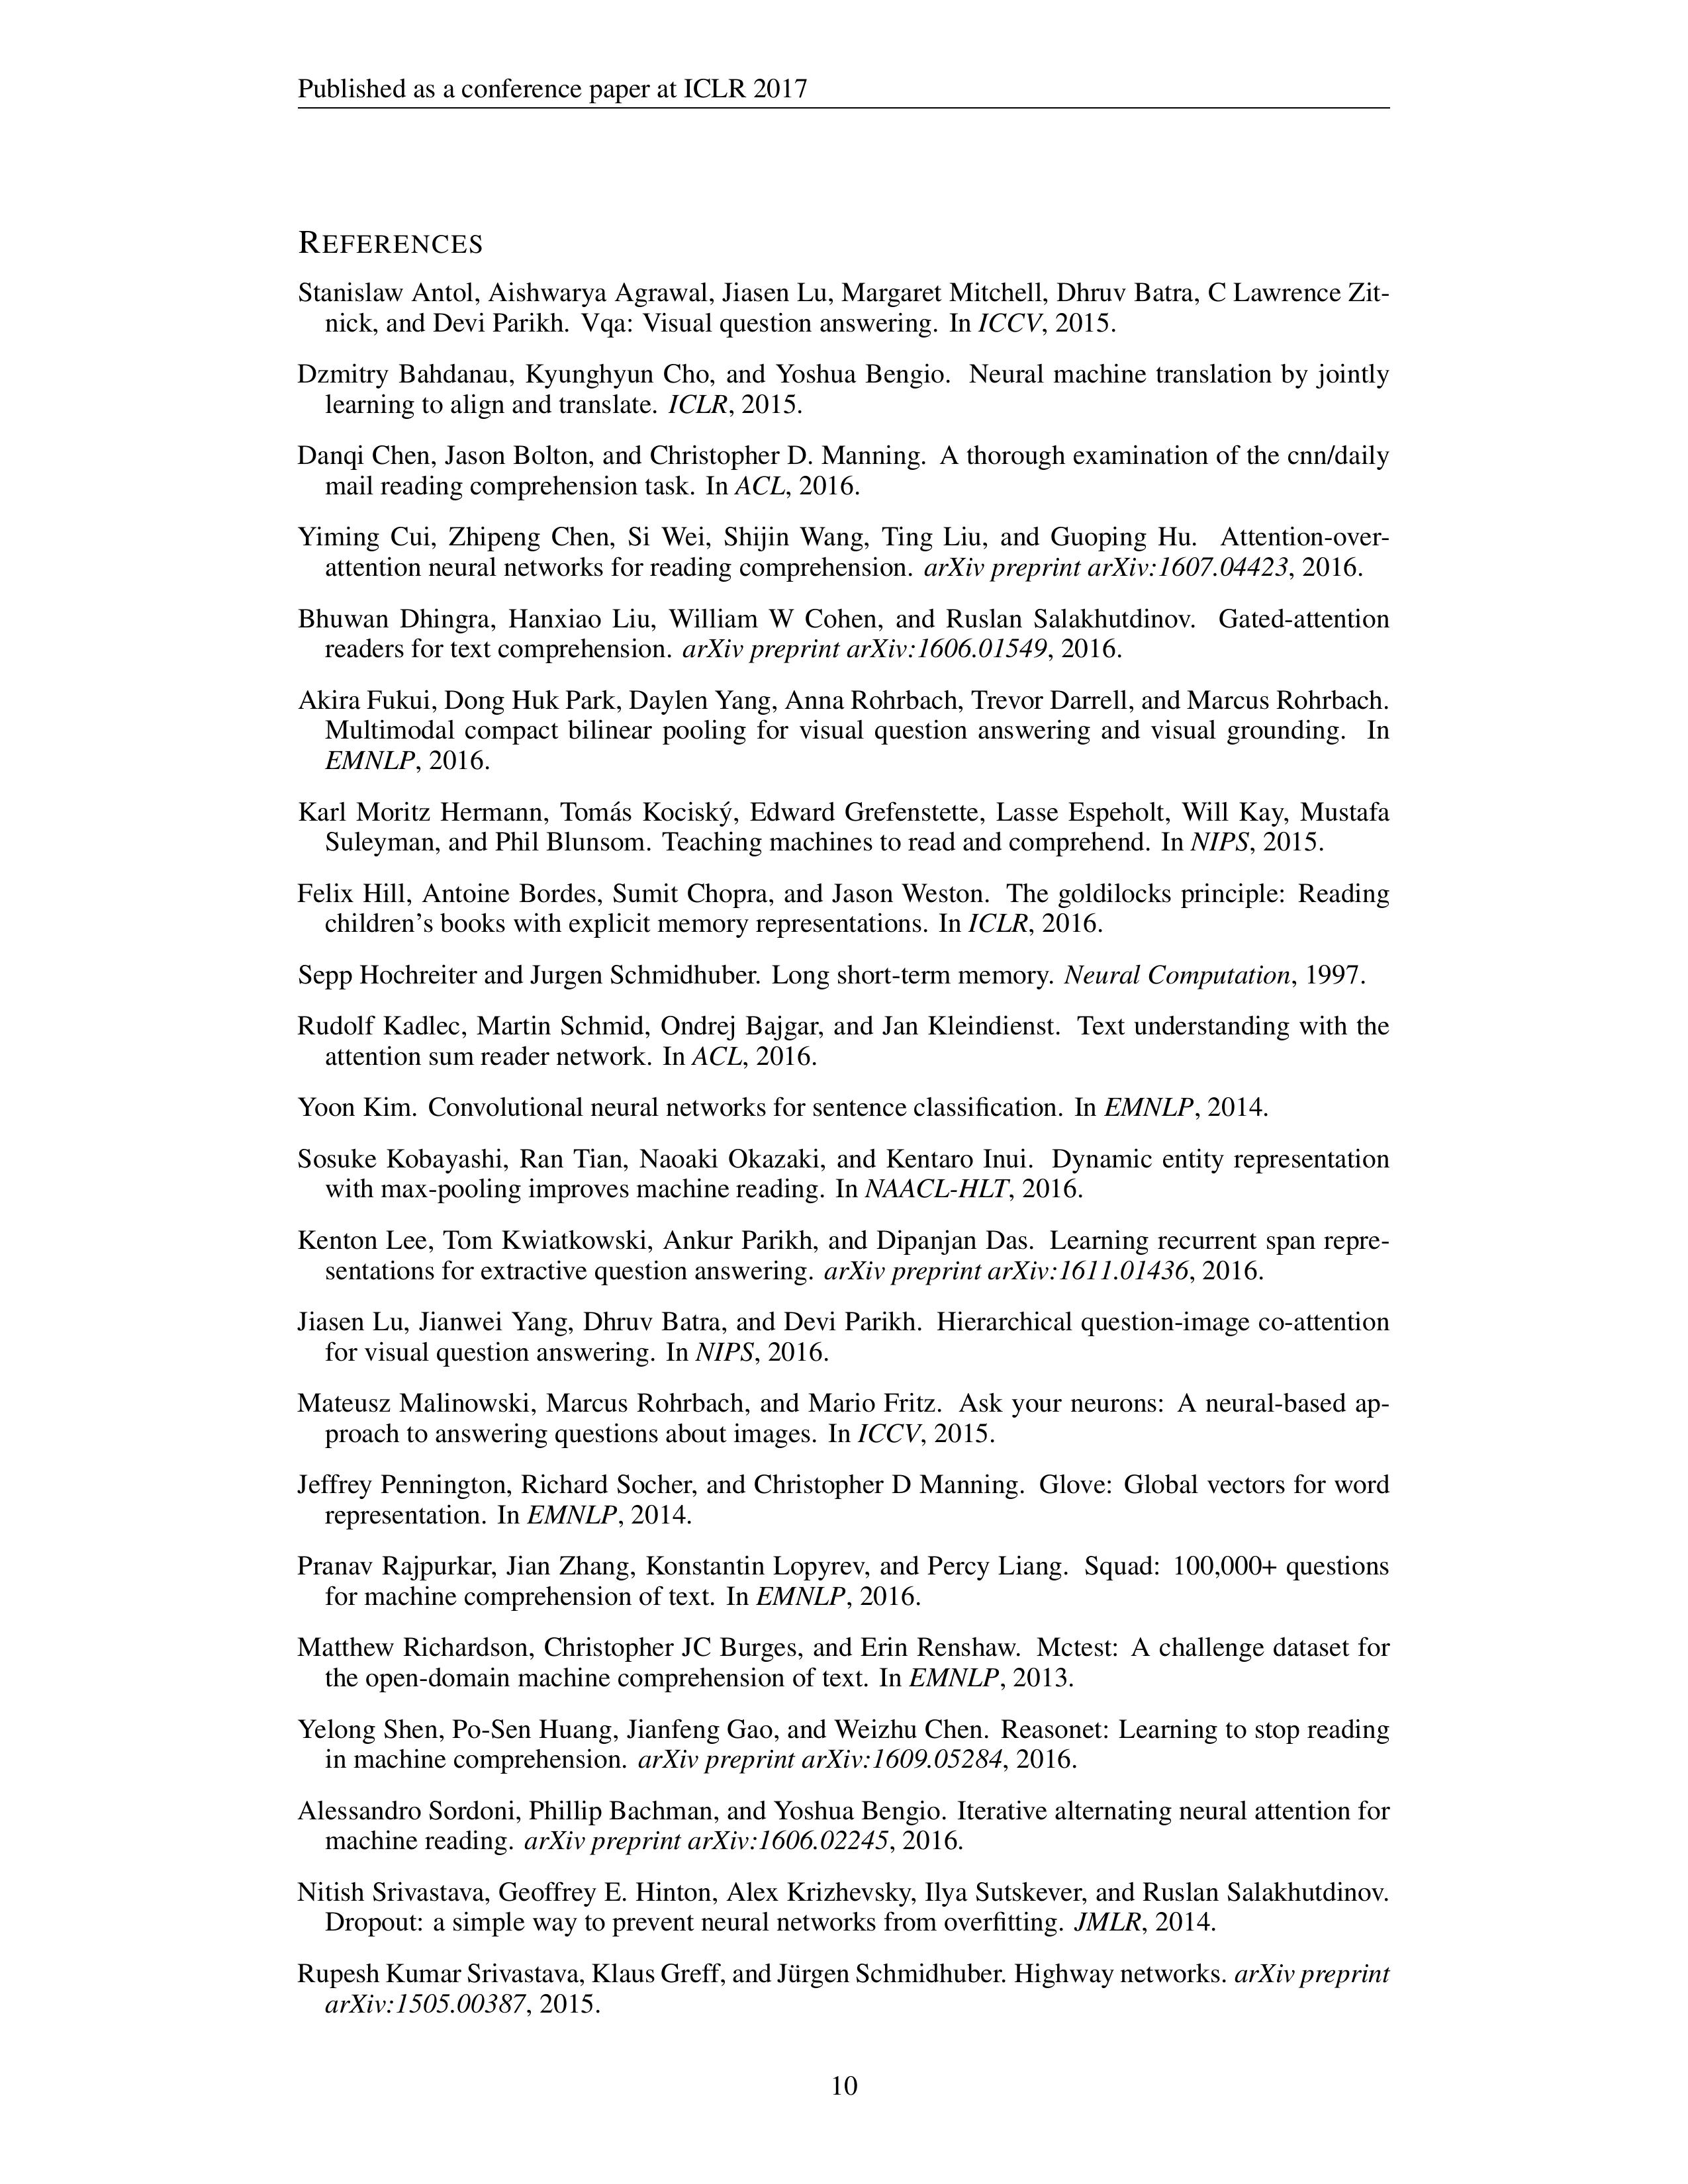 Published as a conference paper at ICLR 2017
REFERENCES
Stanislaw Antol, Aishwarya Agrawal, Jiasen Lu, Margaret Mitchell, Dhruv Batra, C Lawrence Zit-
nick, and Devi Parikh. Vqa: Visual question answering. In ICCV, 2015.
Dzmitry Bahdanau, Kyunghyun Cho, and Yoshua Bengio. Neural machine translation by jointly
learning to align and translate. ICLR, 2015.
Danqi Chen, Jason Bolton, and Christopher D. Manning. A thorough examination of the cnn/daily
mail reading comprehension task. In ACL, 2016.
Yiming Cui, Zhipeng Chen, Si Wei, Shijin Wang, Ting Liu, and Guoping Hu. Attention-over-
attention neural networks for reading comprehension. arXiv preprint arXiv:1607.04423, 2016.
Bhuwan Dhingra, Hanxiao Liu, William W Cohen, and Ruslan Salakhutdinov. Gated-attention
readers for text comprehension. arXiv preprint arXiv:1606.01549, 2016.
Akira Fukui, Dong Huk Park, Daylen Yang, Anna Rohrbach, Trevor Darrell, and Marcus Rohrbach.
Multimodal compact bilinear pooling for visual question answering and visual grounding. In
EMNLP, 2016.
Karl Moritz Hermann, Tomás Kociský, Edward Grefenstette, Lasse Espeholt, Will Kay, Mustafa
Suleyman, and Phil Blunsom. Teaching machines to read and comprehend. In NIPS, 2015.
Felix Hill, Antoine Bordes, Sumit Chopra, and Jason Weston. The goldilocks principle: Reading
children's books with explicit memory representations. In ICLR, 2016.
Sepp Hochreiter and Jurgen Schmidhuber. Long short-term memory. Neural Computation, 1997.
Rudolf Kadlec, Martin Schmid, Ondrej Bajgar, and Jan Kleindienst. Text understanding with the
attention sum reader network. In ACL, 2016.
Yoon Kim. Convolutional neural networks for sentence classification. In EMNLP, 2014.
Sosuke Kobayashi, Ran Tian, Naoaki Okazaki, and Kentaro Inui. Dynamic entity representation
with max-pooling improves machine reading. In NAACL-HLT, 2016.
Kenton Lee, Tom Kwiatkowski, Ankur Parikh, and Dipanjan Das. Learning recurrent span repre-
sentations for extractive question answering. arXiv preprint arXiv:1611.01436, 2016.
Jiasen Lu, Jianwei Yang, Dhruv Batra, and Devi Parikh. Hierarchical question-image co-attention
for visual question answering. In NIPS, 2016.
Mateusz Malinowski, Marcus Rohrbach, and Mario Fritz. Ask your neurons: A neural-based ap-
proach to answering questions about images. In ICCV, 2015.
Jeffrey Pennington, Richard Socher, and Christopher D Manning. Glove: Global vectors for word
representation. In EMNLP, 2014.
Pranav Rajpurkar, Jian Zhang, Konstantin Lopyrev, and Percy Liang. Squad: 100,000+ questions
for machine comprehension of text. In EMNLP, 2016.
Matthew Richardson, Christopher JC Burges, and Erin Renshaw. Mctest: A challenge dataset for
the open-domain machine comprehension of text. In EMNLP, 2013.
Yelong Shen, Po-Sen Huang, Jianfeng Gao, and Weizhu Chen. Reasonet: Learning to stop reading
in machine comprehension. arXiv preprint arXiv:1609.05284, 2016.
Alessandro Sordoni, Phillip Bachman, and Yoshua Bengio. Iterative alternating neural attention for
machine reading. arXiv preprint arXiv:1606.02245, 2016.
Nitish Srivastava, Geoffrey E. Hinton, Alex Krizhevsky, Ilya Sutskever, and Ruslan Salakhutdinov.
Dropout: a simple way to prevent neural networks from overfitting. JMLR, 2014.
Rupesh Kumar Srivastava, Klaus Greff, and Jürgen Schmidhuber. Highway networks. arXiv preprint
arXiv:1505.00387, 2015.
10